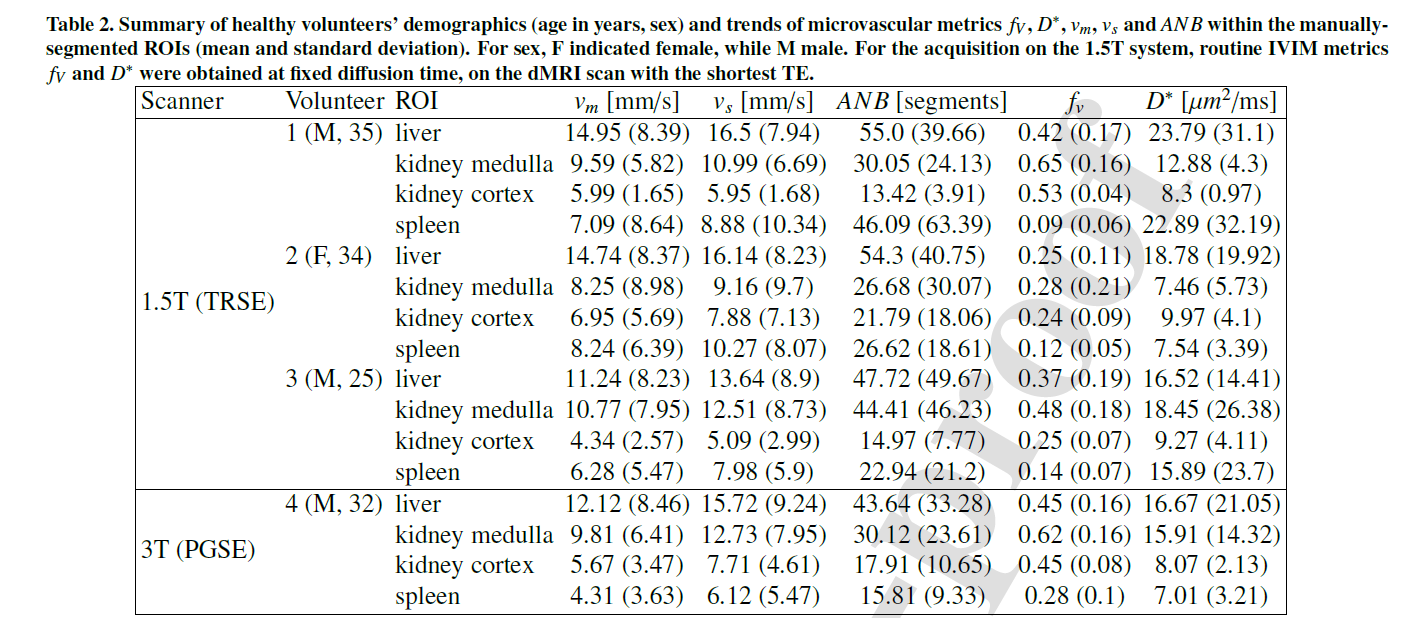 Table 2. Summary of healthy volunteers' demographics (age in years, sex) and trends of microvascular metrics fV, D*, vm, vs and ANB within the manually-
segmented ROIs (mean and standard deviation). For sex, F indicated female, while M male. For the acquisition on the 1.5T system, routine IVIM metrics
fV and D* were obtained at fixed diffusion time, on the dMRI scan with the shortest TE.
Scanner Volunteer ROI vm [mm/s] vs [mm/s] ANB [segments] fv D* [μm²/ms]
1 (M, 35) liver 14.95 (8.39) 16.5 (7.94) 55.0 (39.66) 0.42 (0.17) 23.79 (31.1)
kidney medulla 9.59 (5.82) 10.99 (6.69) 30.05 (24.13) 0.65 (0.16) 12.88 (4.3)
kidney cortex 5.99 (1.65) 5.95 (1.68) 13.42 (3.91) 0.53 (0.04) 8.3 (0.97)
spleen 7.09 (8.64) 8.88 (10.34) 46.09 (63.39) 0.09 (0.06) 22.89 (32.19)
2 (F, 34) liver 14.74 (8.37) 16.14 (8.23) 54.3 (40.75) 0.25 (0.11) 18.78 (19.92)
kidney medulla 8.25 (8.98) 9.16 (9.7) 26.68 (30.07) 0.28 (0.21) 7.46 (5.73)
1.5T (TRSE)
kidney cortex 6.95 (5.69) 7.88 (7.13) 21.79 (18.06) 0.24 (0.09) 9.97 (4.1)
spleen 8.24 (6.39) 10.27 (8.07) 26.62 (18.61) 0.12 (0.05) 7.54 (3.39)
3 (M, 25) liver 11.24 (8.23) 13.64 (8.9) 47.72 (49.67) 0.37 (0.19) 16.52 (14.41)
kidney medulla 10.77 (7.95) 12.51 (8.73) 44.41 (46.23) 0.48 (0.18) 18.45 (26.38)
kidney cortex 4.34 (2.57) 5.09 (2.99) 14.97 (7.77) 0.25 (0.07) 9.27 (4.11)
spleen 6.28 (5.47) 7.98 (5.9) 22.94 (21.2) 0.14 (0.07) 15.89 (23.7)
4 (M, 32) liver 12.12 (8.46) 15.72 (9.24) 43.64 (33.28) 0.45 (0.16) 16.67 (21.05)
kidney medulla 9.81 (6.41) 12.73 (7.95) 30.12 (23.61) 0.62 (0.16) 15.91 (14.32)
3T (PGSE)
kidney cortex 5.67 (3.47) 7.71 (4.61) 17.91 (10.65) 0.45 (0.08) 8.07 (2.13)
spleen 4.31 (3.63) 6.12 (5.47) 15.81 (9.33) 0.28 (0.1) 7.01 (3.21)
proof